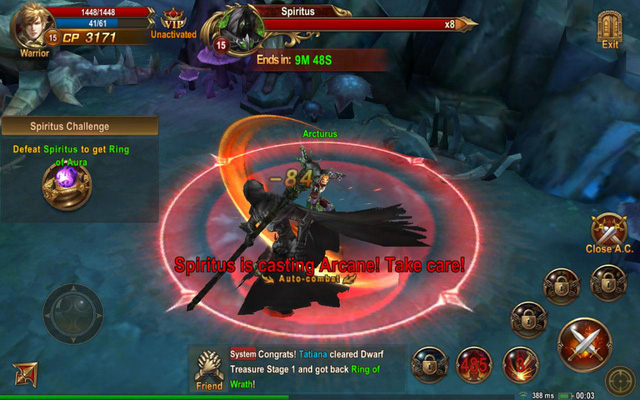 1448/1448
41/61
15 CP 3171
Warrior
VIP
Unactivated
Spiritus
15
x8
Ends in: 9M 48S
Exit
Spiritus Challenge
Defeat Spiritus to get Ring
of Aura
Arcturus
-84
Spiritus is casting Arcane! Take care!
Auto-combat
Close A.C.
System Congrats! Tatiana cleared Dwarf
Treasure Stage 1 and got back Ring of
Wrath!
Friend
485
6
388 ms
00:03